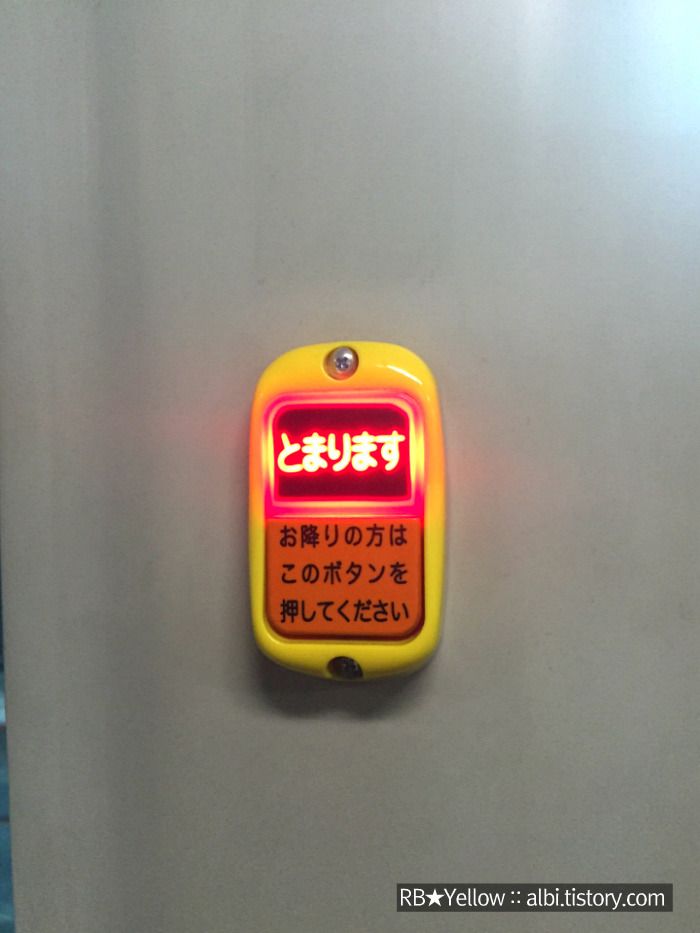 とまります
お降りの方は
このボタンを
押してください
RB★Yellow :: albi.tistory.com